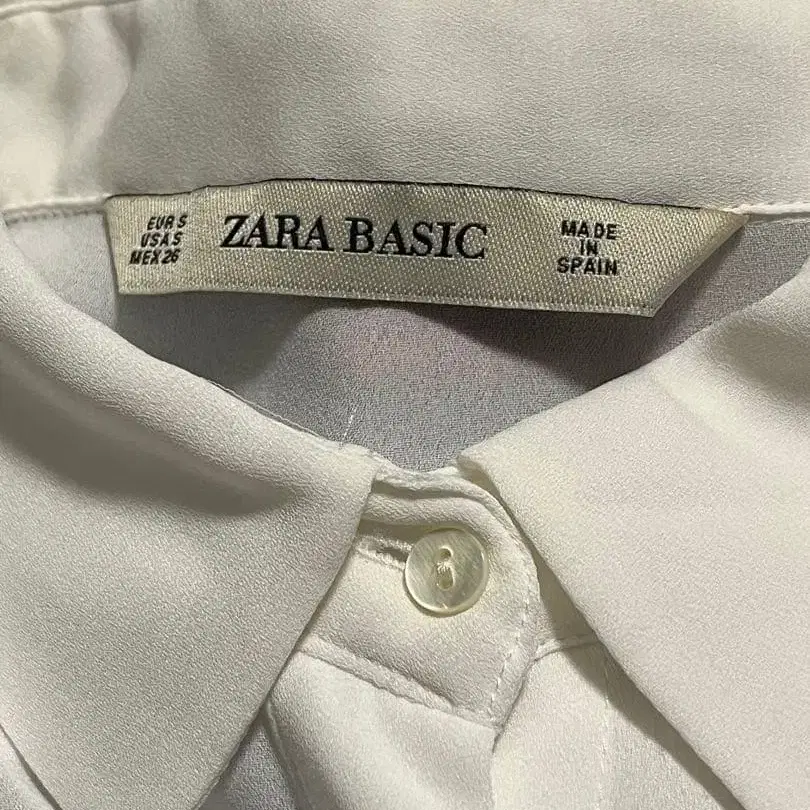 EUR S
USA S
MEX 26
ZARA BASIC
MADE
IN
SPAIN